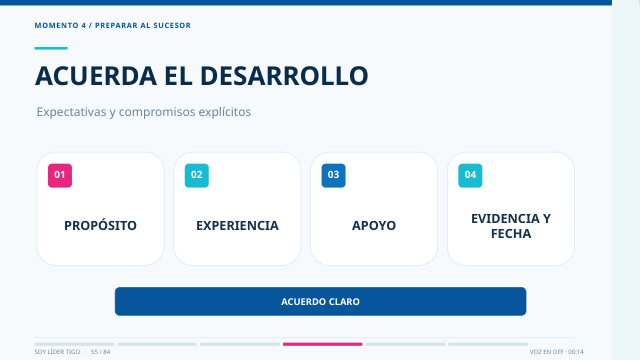 MOMENTO 4 / PREPARAR AL SUCESOR
ACUERDA EL DESARROLLO
Expectativas y compromisos explícitos
01
PROPÓSITO
02
EXPERIENCIA
03
APOYO
04
EVIDENCIA Y
FECHA
ACUERDO CLARO
SOY LÍDER TIGO · 55 / 84
VOZ EN OFF · 00:14